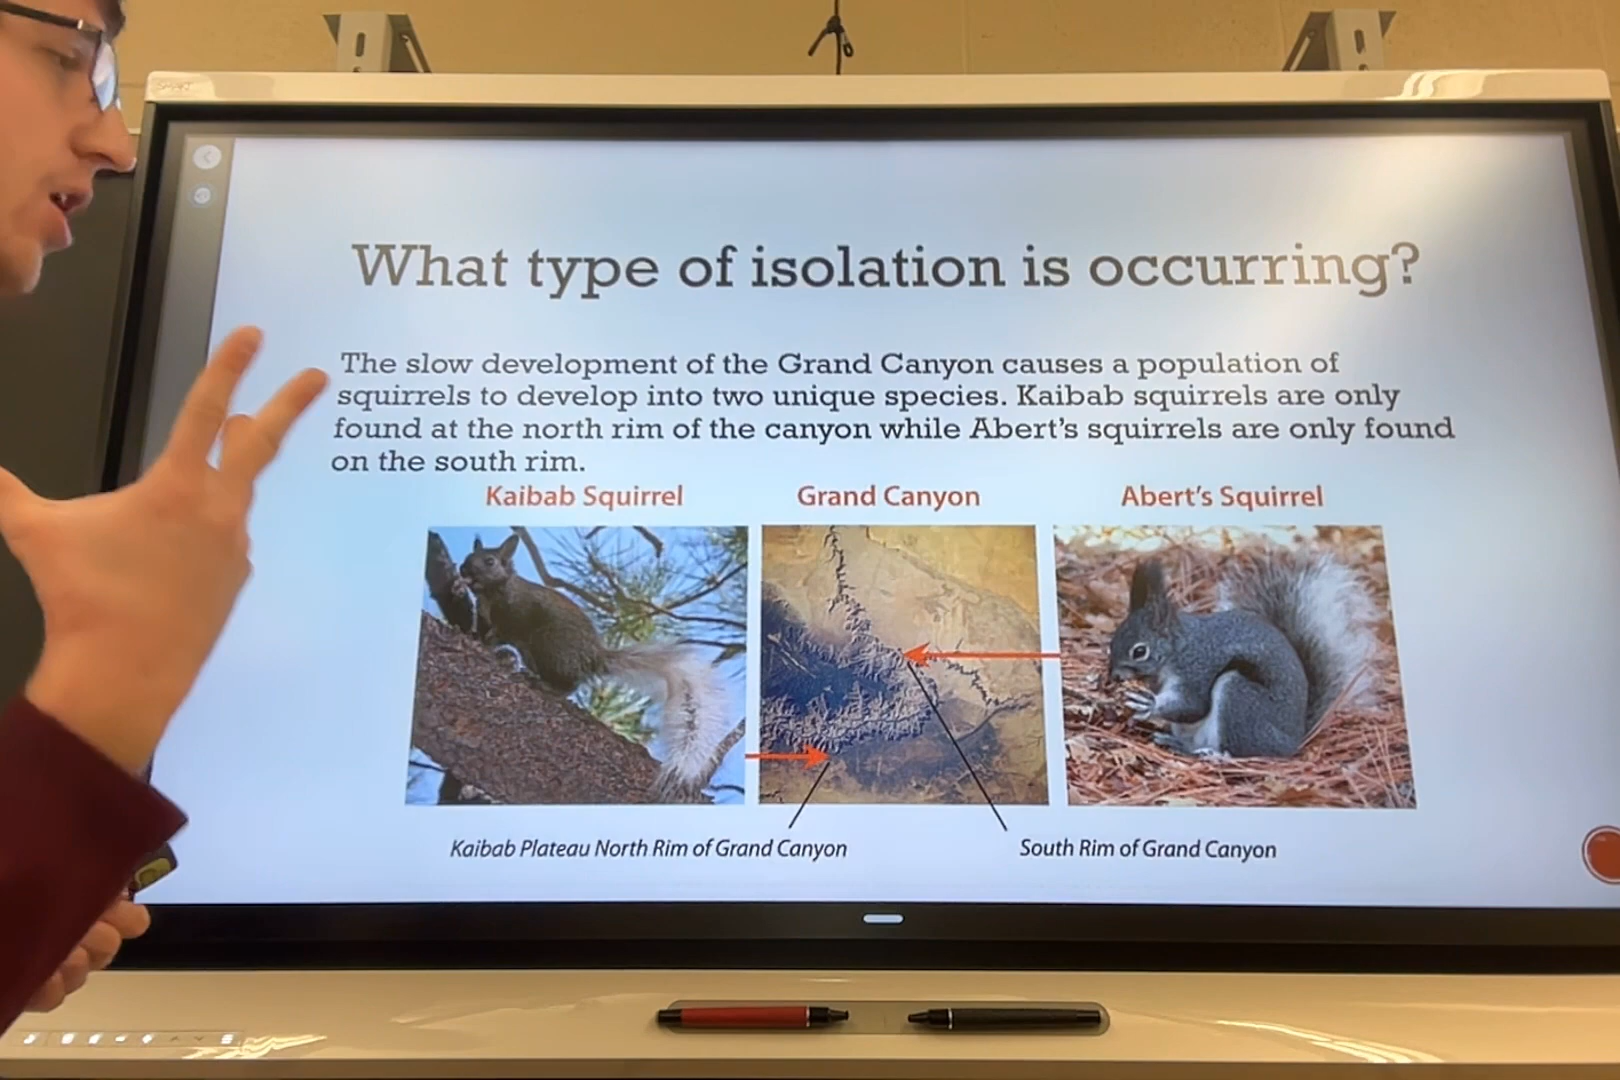 SMART
What type of isolation is occurring?
The slow development of the Grand Canyon causes a population of
squirrels to develop into two unique species. Kaibab squirrels are only
found at the north rim of the canyon while Abert's squirrels are only found
on the south rim.
Kaibab Squirrel
Grand Canyon
Abert's Squirrel
Kaibab Plateau North Rim of Grand Canyon
South Rim of Grand Canyon